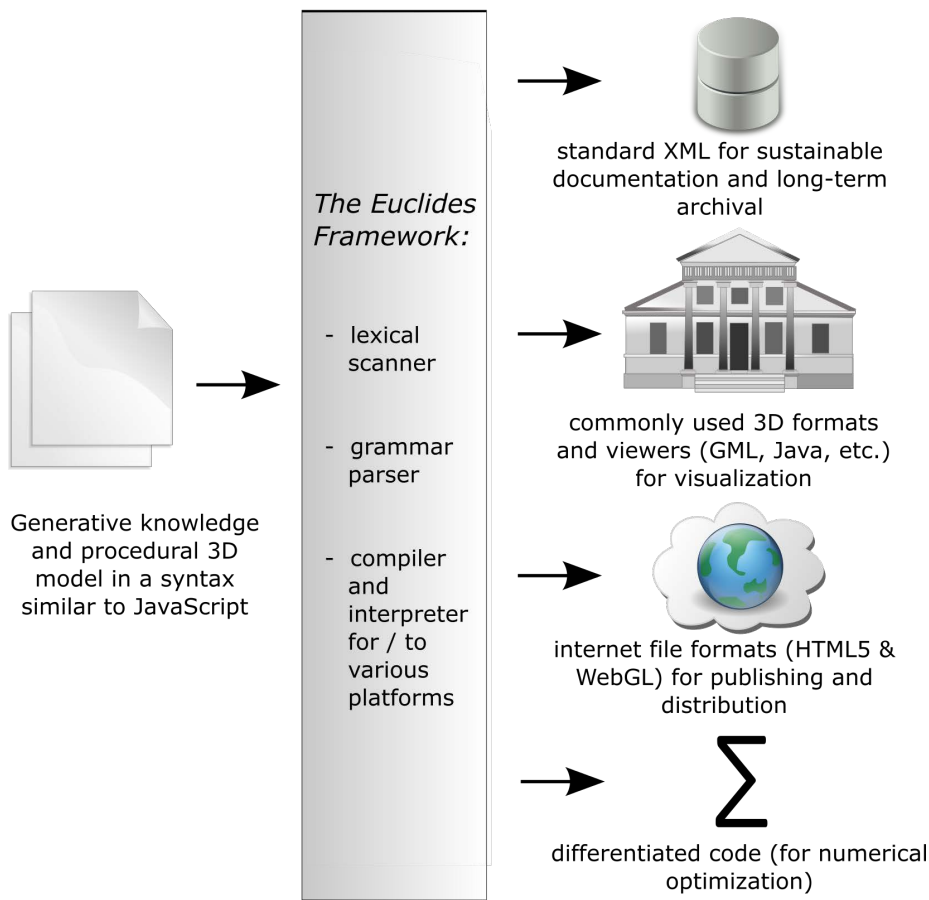 Generative knowledge
and procedural 3D
model in a syntax
similar to JavaScript
The Euclides
Framework:
- lexical
scanner
- grammar
parser
- compiler
and
interpreter
for / to
various
platforms
standard XML for sustainable
documentation and long-term
archival
commonly used 3D formats
and viewers (GML, Java, etc.)
for visualization
internet file formats (HTML5 &
WebGL) for publishing and
distribution
∑
differentiated code (for numerical
optimization)